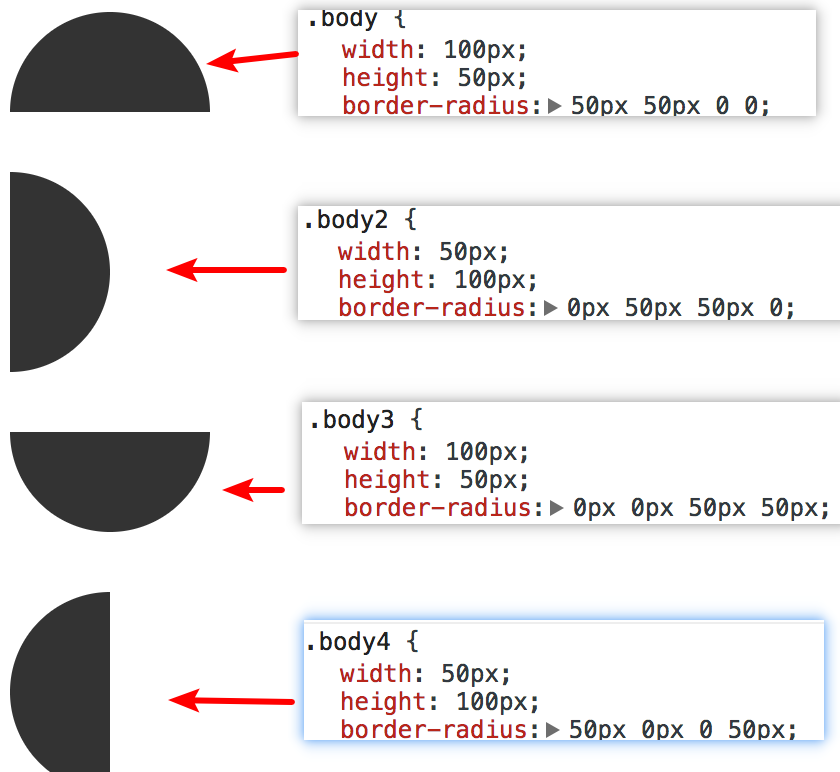 .body {
width: 100px;
height: 50px;
border-radius:▶ 50px 50px 0 0;
.body2 {
width: 50px;
height: 100px;
border-radius:▶ 0px 50px 50px 0;
.body3 {
width: 100px;
height: 50px;
border-radius:▶ 0px 0px 50px 50px;
.body4 {
width: 50px;
height: 100px;
border-radius:▶ 50px 0px 0 50px;